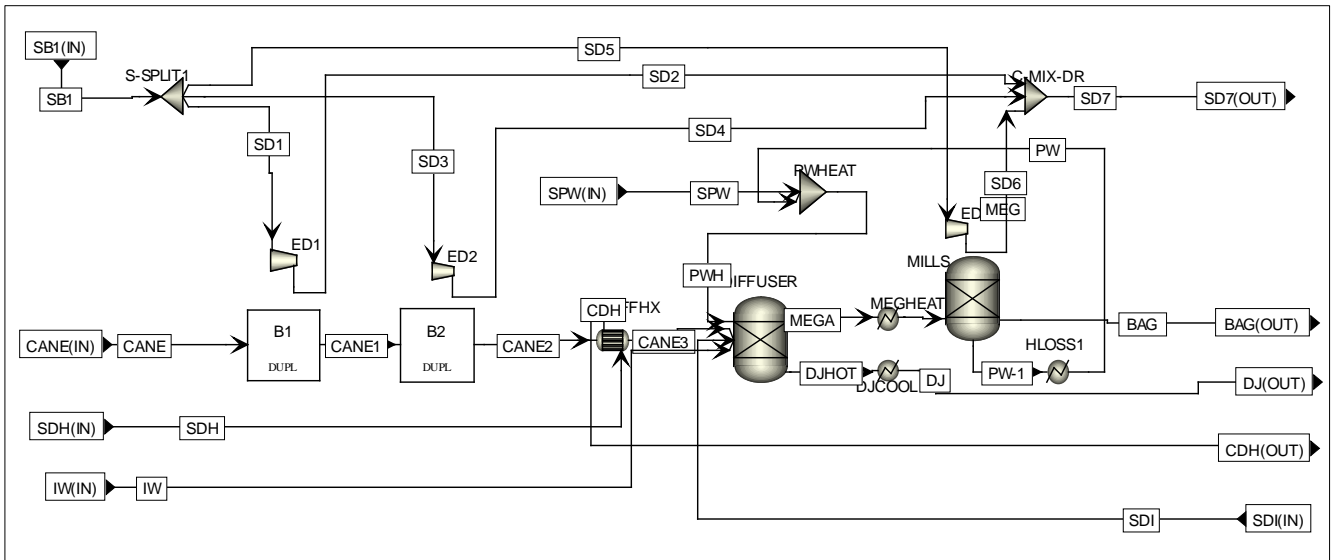 SB1(IN)
SD5
S-SPLIT1
SD2
C-MIX-DR
SB1
SD7
SD7(OUT)
SD4
SD1
SD3
PW
PWHEAT
SPW(IN)
SPW
SD6
MEG
ED1
ED2
ED
MILLS
PWH
DIFFUSER
CDH
FFHX
MEGA
MEGHEAT
B1
DUPL
B2
DUPL
CANE(IN)
CANE
CANE1
CANE2
CANE3
BAG
BAG(OUT)
HLOSS1
DJHOT
DJCOOL
DJ
PW-1
DJ(OUT)
SDH(IN)
SDH
CDH(OUT)
IW(IN)
IW
SDI
SDI(IN)